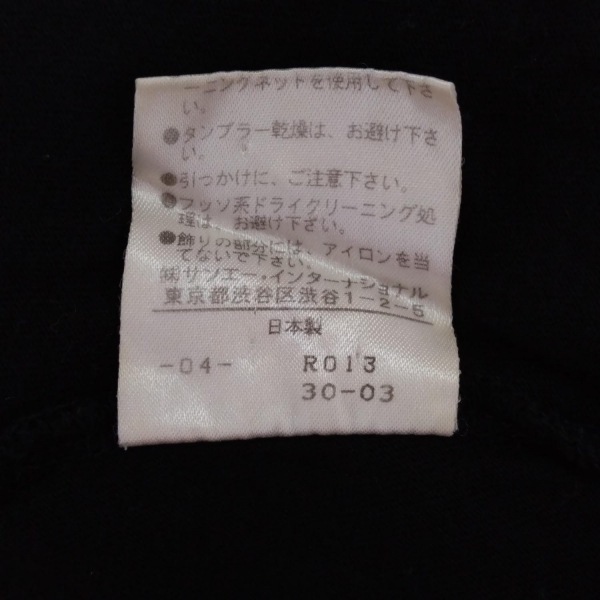 ーニングネットを使用して下さ
い。
●タンブラー乾燥は、お避け下さ
い。
●引っかけに、ご注意下さい。
●フッソ系ドライクリーニング処
理は、お避け下さい。
●飾りの部分には、アイロンを当
てないで下さい。
㈱サンエー・インターナショナル
東京都渋谷区渋谷1-2-5
日本製
-04- R013
30-03